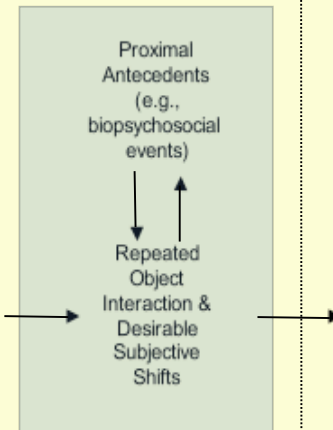 Proximal
Antecedents
(e.g.,
biopsychosocial
events)
Repeated
Object
Interaction &
Desirable
Subjective
Shifts